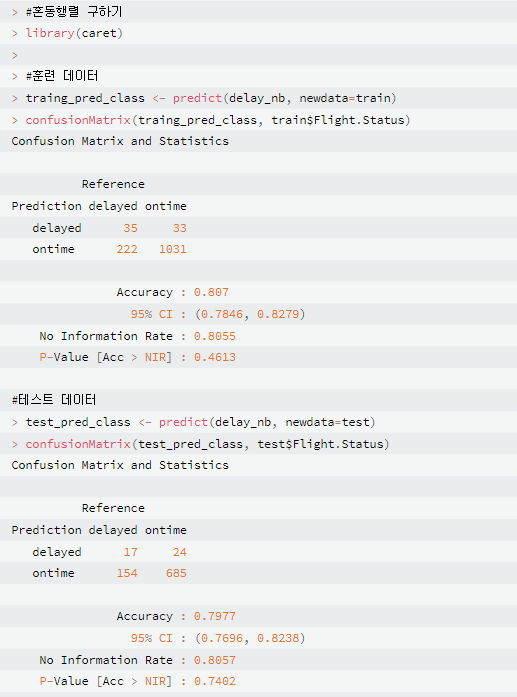 > #혼동행렬 구하기
> library(caret)
>
> #훈련 데이터
> traing_pred_class <- predict(delay_nb, newdata=train)
> confusionMatrix(traing_pred_class, train$Flight.Status)
Confusion Matrix and Statistics
Reference
Prediction delayed ontime
delayed 35 33
ontime 222 1031
Accuracy : 0.807
95% CI : (0.7846, 0.8279)
No Information Rate : 0.8055
P-Value [Acc > NIR] : 0.4613
#테스트 데이터
> test_pred_class <- predict(delay_nb, newdata=test)
> confusionMatrix(test_pred_class, test$Flight.Status)
Confusion Matrix and Statistics
Reference
Prediction delayed ontime
delayed 17 24
ontime 154 685
Accuracy : 0.7977
95% CI : (0.7696, 0.8238)
No Information Rate : 0.8057
P-Value [Acc > NIR] : 0.7402